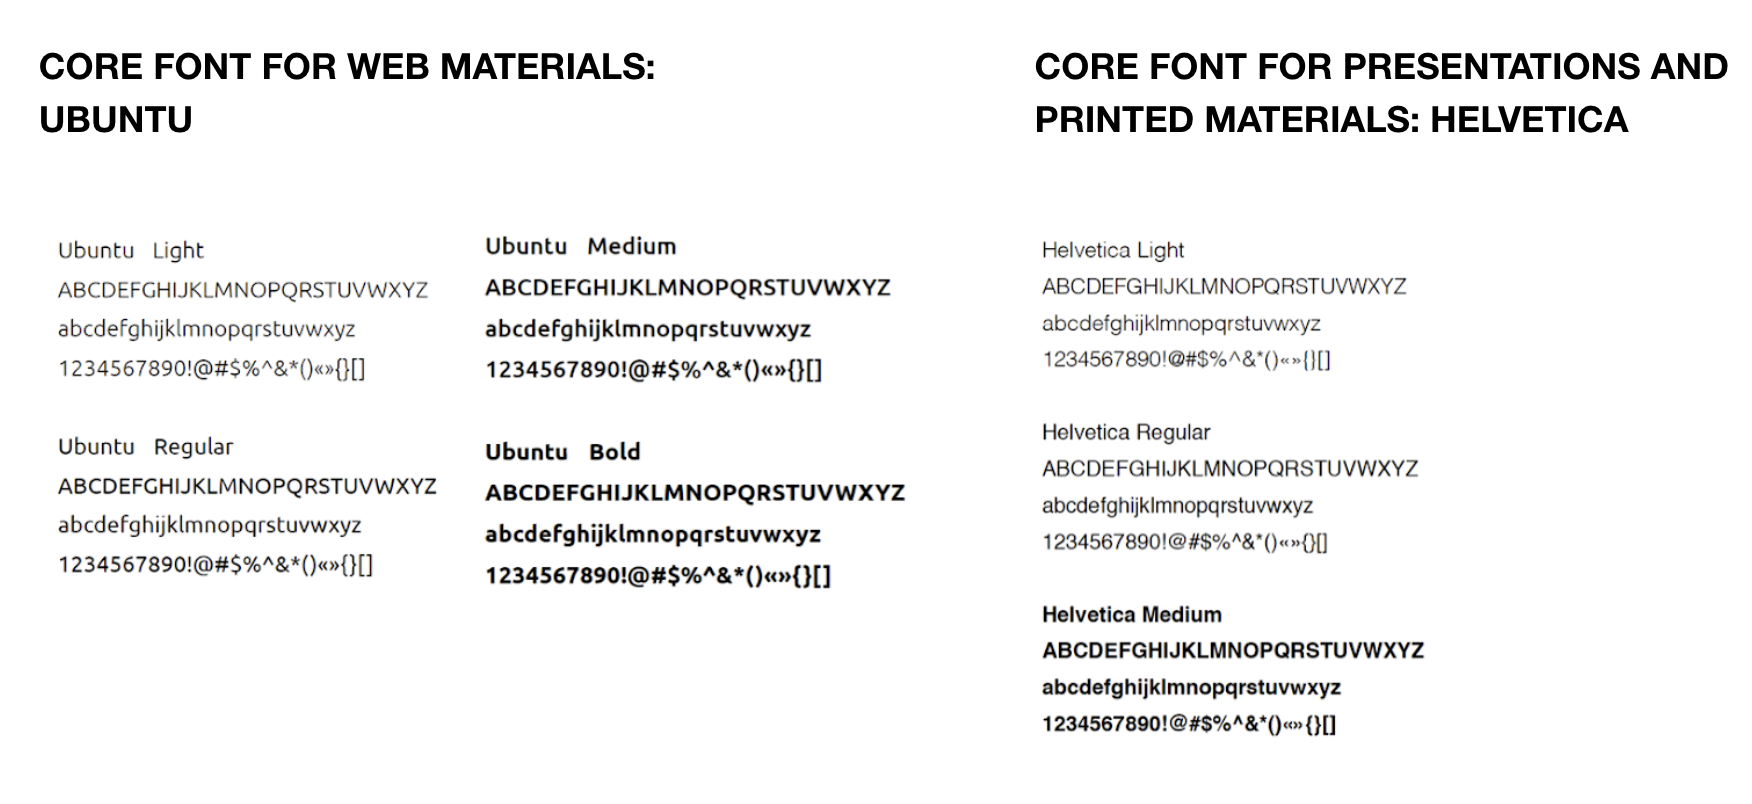 CORE FONT FOR WEB MATERIALS:
UBUNTU
Ubuntu Light
ABCDEFGHIJKLMNOPQRSTUVWXYZ
abcdefghijklmnopqrstuvwxyz
1234567890!@#$%^&*()«»{}[]
Ubuntu Regular
ABCDEFGHIJKLMNOPQRSTUVWXYZ
abcdefghijklmnopqrstuvwxyz
1234567890!@#$%^&*()«»{}[]
Ubuntu Medium
ABCDEFGHIJKLMNOPQRSTUVWXYZ
abcdefghijklmnopqrstuvwxyz
1234567890!@#$%^&*()«»{}[]
Ubuntu Bold
ABCDEFGHIJKLMNOPQRSTUVWXYZ
abcdefghijklmnopqrstuvwxyz
1234567890!@#$%^&*()«»{}[]
CORE FONT FOR PRESENTATIONS AND
PRINTED MATERIALS: HELVETICA
Helvetica Light
ABCDEFGHIJKLMNOPQRSTUVWXYZ
abcdefghijklmnopqrstuvwxyz
1234567890!@#$%^&*()«»{}[]
Helvetica Regular
ABCDEFGHIJKLMNOPQRSTUVWXYZ
abcdefghijklmnopqrstuvwxyz
1234567890!@#$%^&*()«»{}[]
Helvetica Medium
ABCDEFGHIJKLMNOPQRSTUVWXYZ
abcdefghijklmnopqrstuvwxyz
1234567890!@#$%^&*()«»{}[]